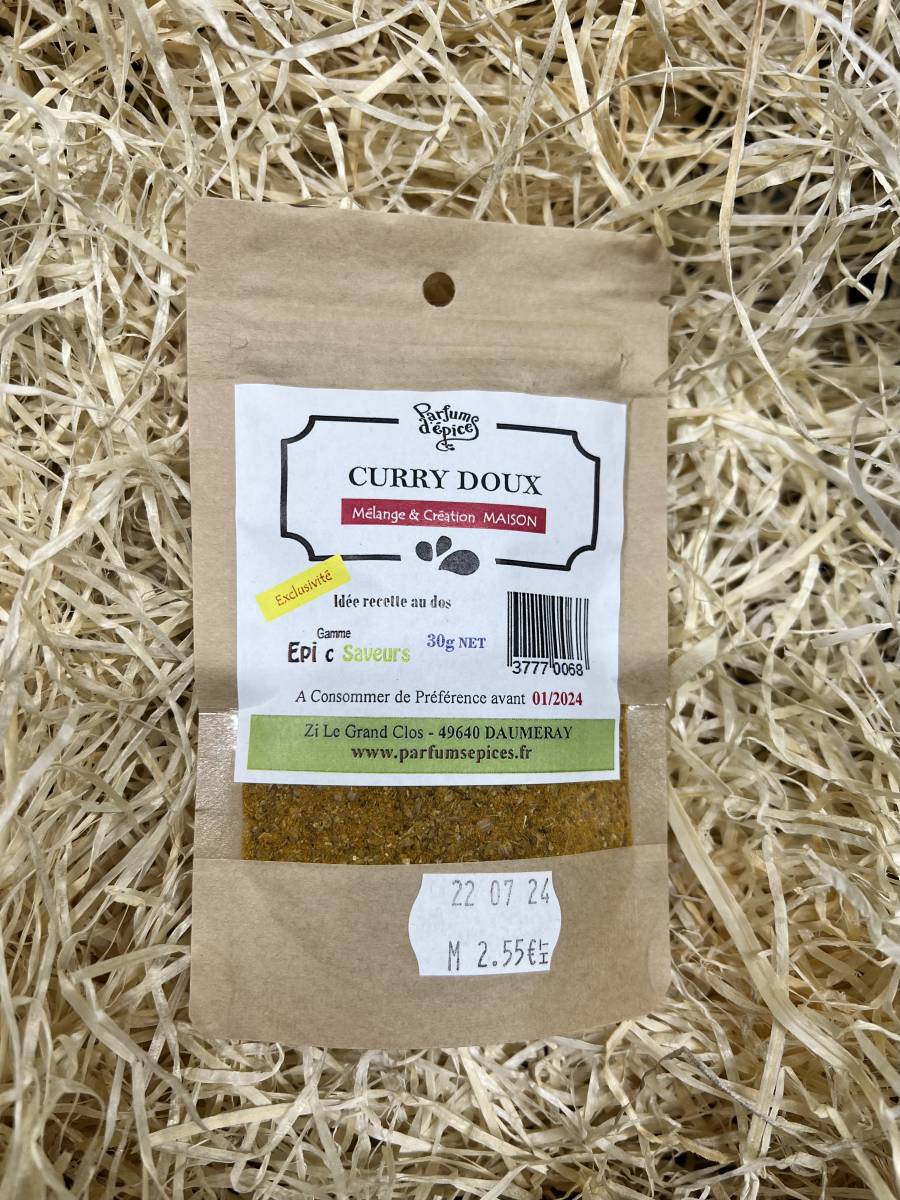 Parfums
d'épices
CURRY DOUX
Mélange & Création MAISON
Exclusivité
Idée recette au dos
Gamme
Epi c Saveurs
30g NET
3777 0068
A Consommer de Préférence avant 01/2024
Zi Le Grand Clos - 49640 DAUMERAY
www.parfumsepices.fr
22 07 24
M 2.55€